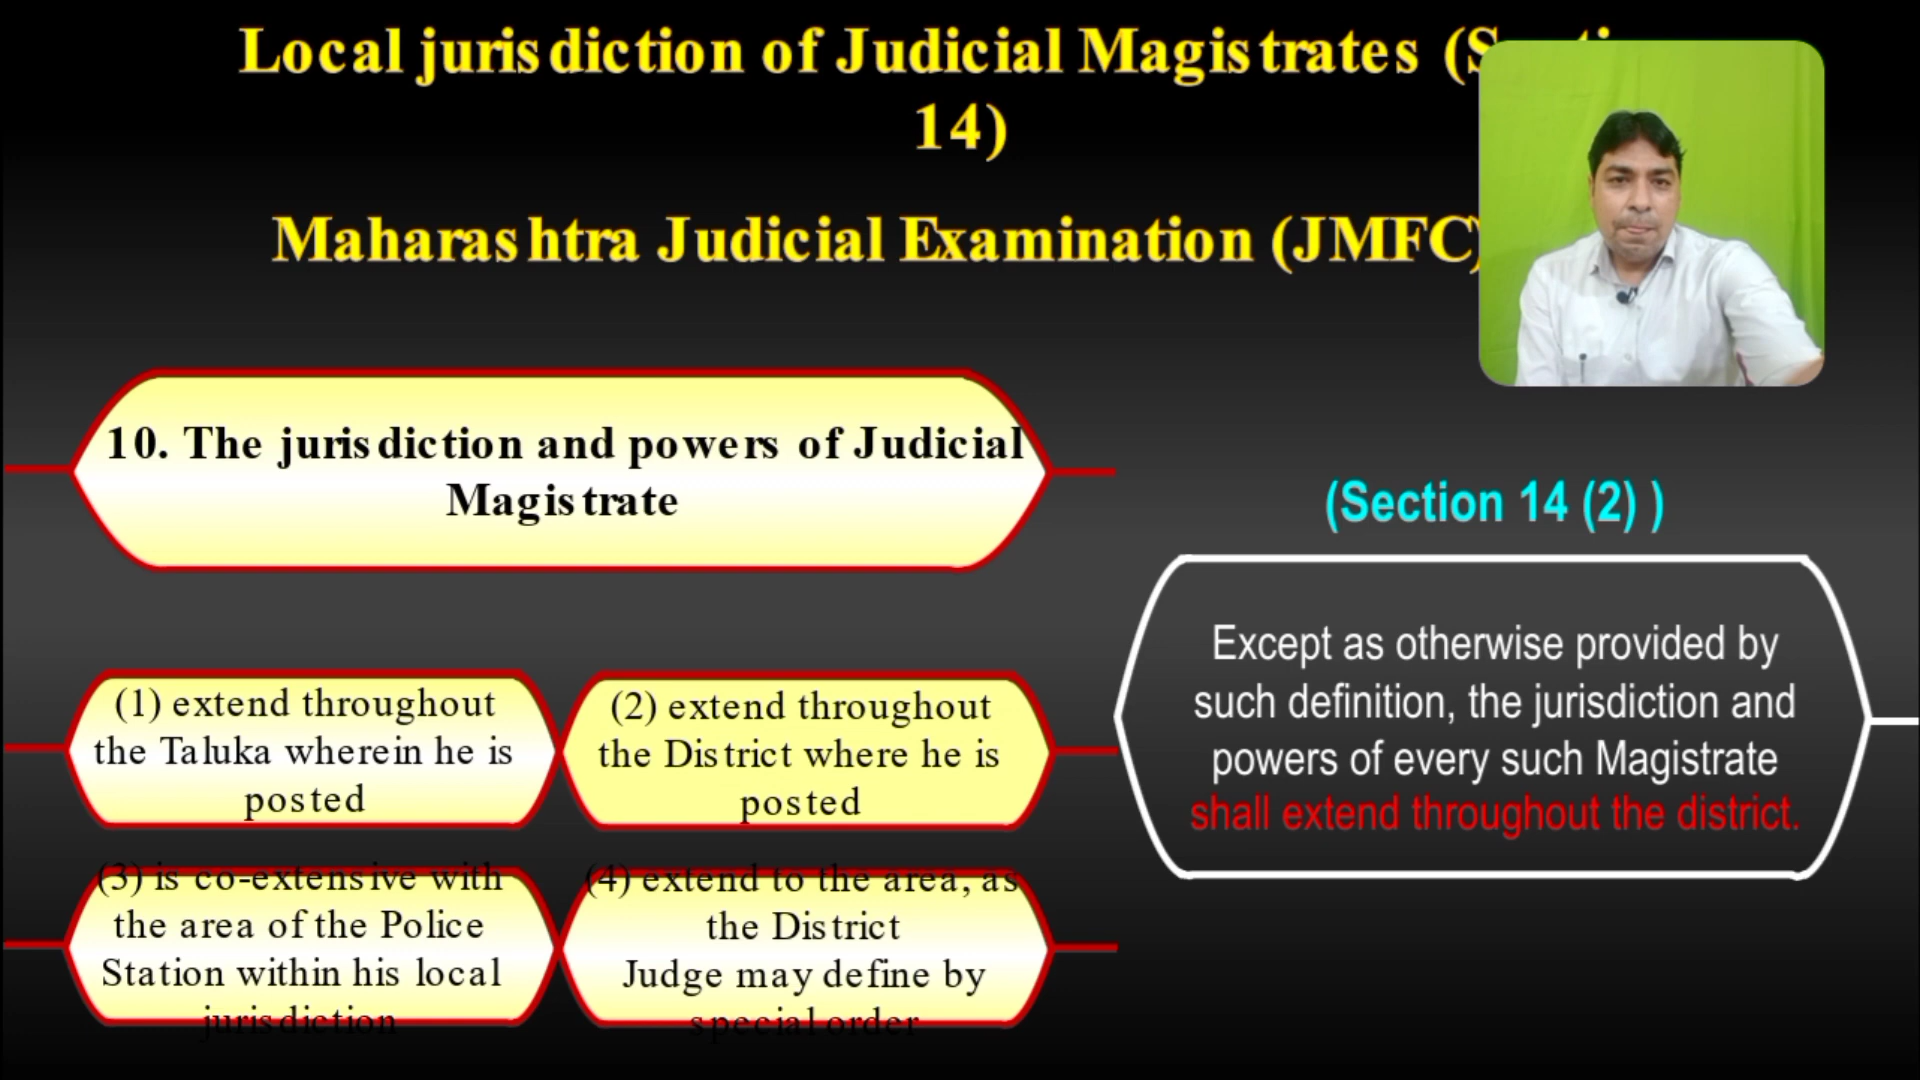 Local jurisdiction of Judicial Magistrates
14)
Maharashtra Judicial Examination (JMFC)
10. The jurisdiction and powers of Judicial
Magistrate
(Section 14 (2) )
Except as otherwise provided by
such definition, the jurisdiction and
powers of every such Magistrate
shall extend throughout the district.
(1) extend throughout
the Taluka wherein he is
posted
(2) extend throughout
the District where he is
posted
(3) is co-extensive with
the area of the Police
Station within his local
jurisdiction
(4) extend to the area, as
the District
Judge may define by
special order